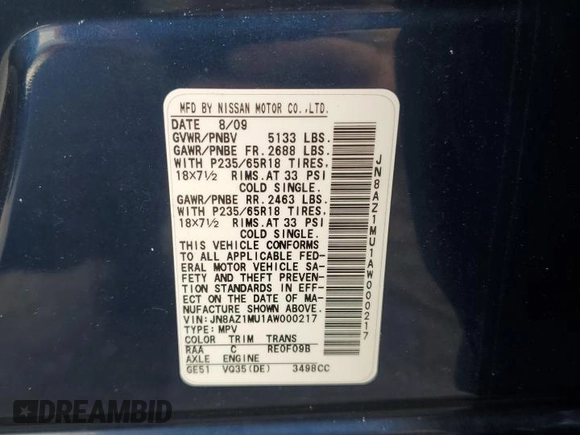 MFD BY NISSAN MOTOR CO.,LTD.
DATE 8/09
GVWR/PNBV 5133 LBS.
GAWR/PNBE FR. 2688 LBS.
WITH P235/65R18 TIRES.
18×7½ RIMS.AT 33 PSI
COLD SINGLE.
GAWR/PNBE RR. 2463 LBS.
WITH P235/65R18 TIRES.
18×7½ RIMS.AT 33 PSI
COLD SINGLE.
THIS VEHICLE CONFORMS
TO ALL APPLICABLE FED-
ERAL MOTOR VEHICLE SA-
FETY AND THEFT PREVEN-
TION STANDARDS IN EFF-
ECT ON THE DATE OF MA-
NUFACTURE SHOWN ABOVE.
VIN:JN8AZ1MU1AW000217
TYPE:MPV
COLOR TRIM TRANS
RAA C RE0F09B
AXLE ENGINE
GE51 VQ35(DE) 3498CC
JN8AZ1MU1AW000217
DREAMBID